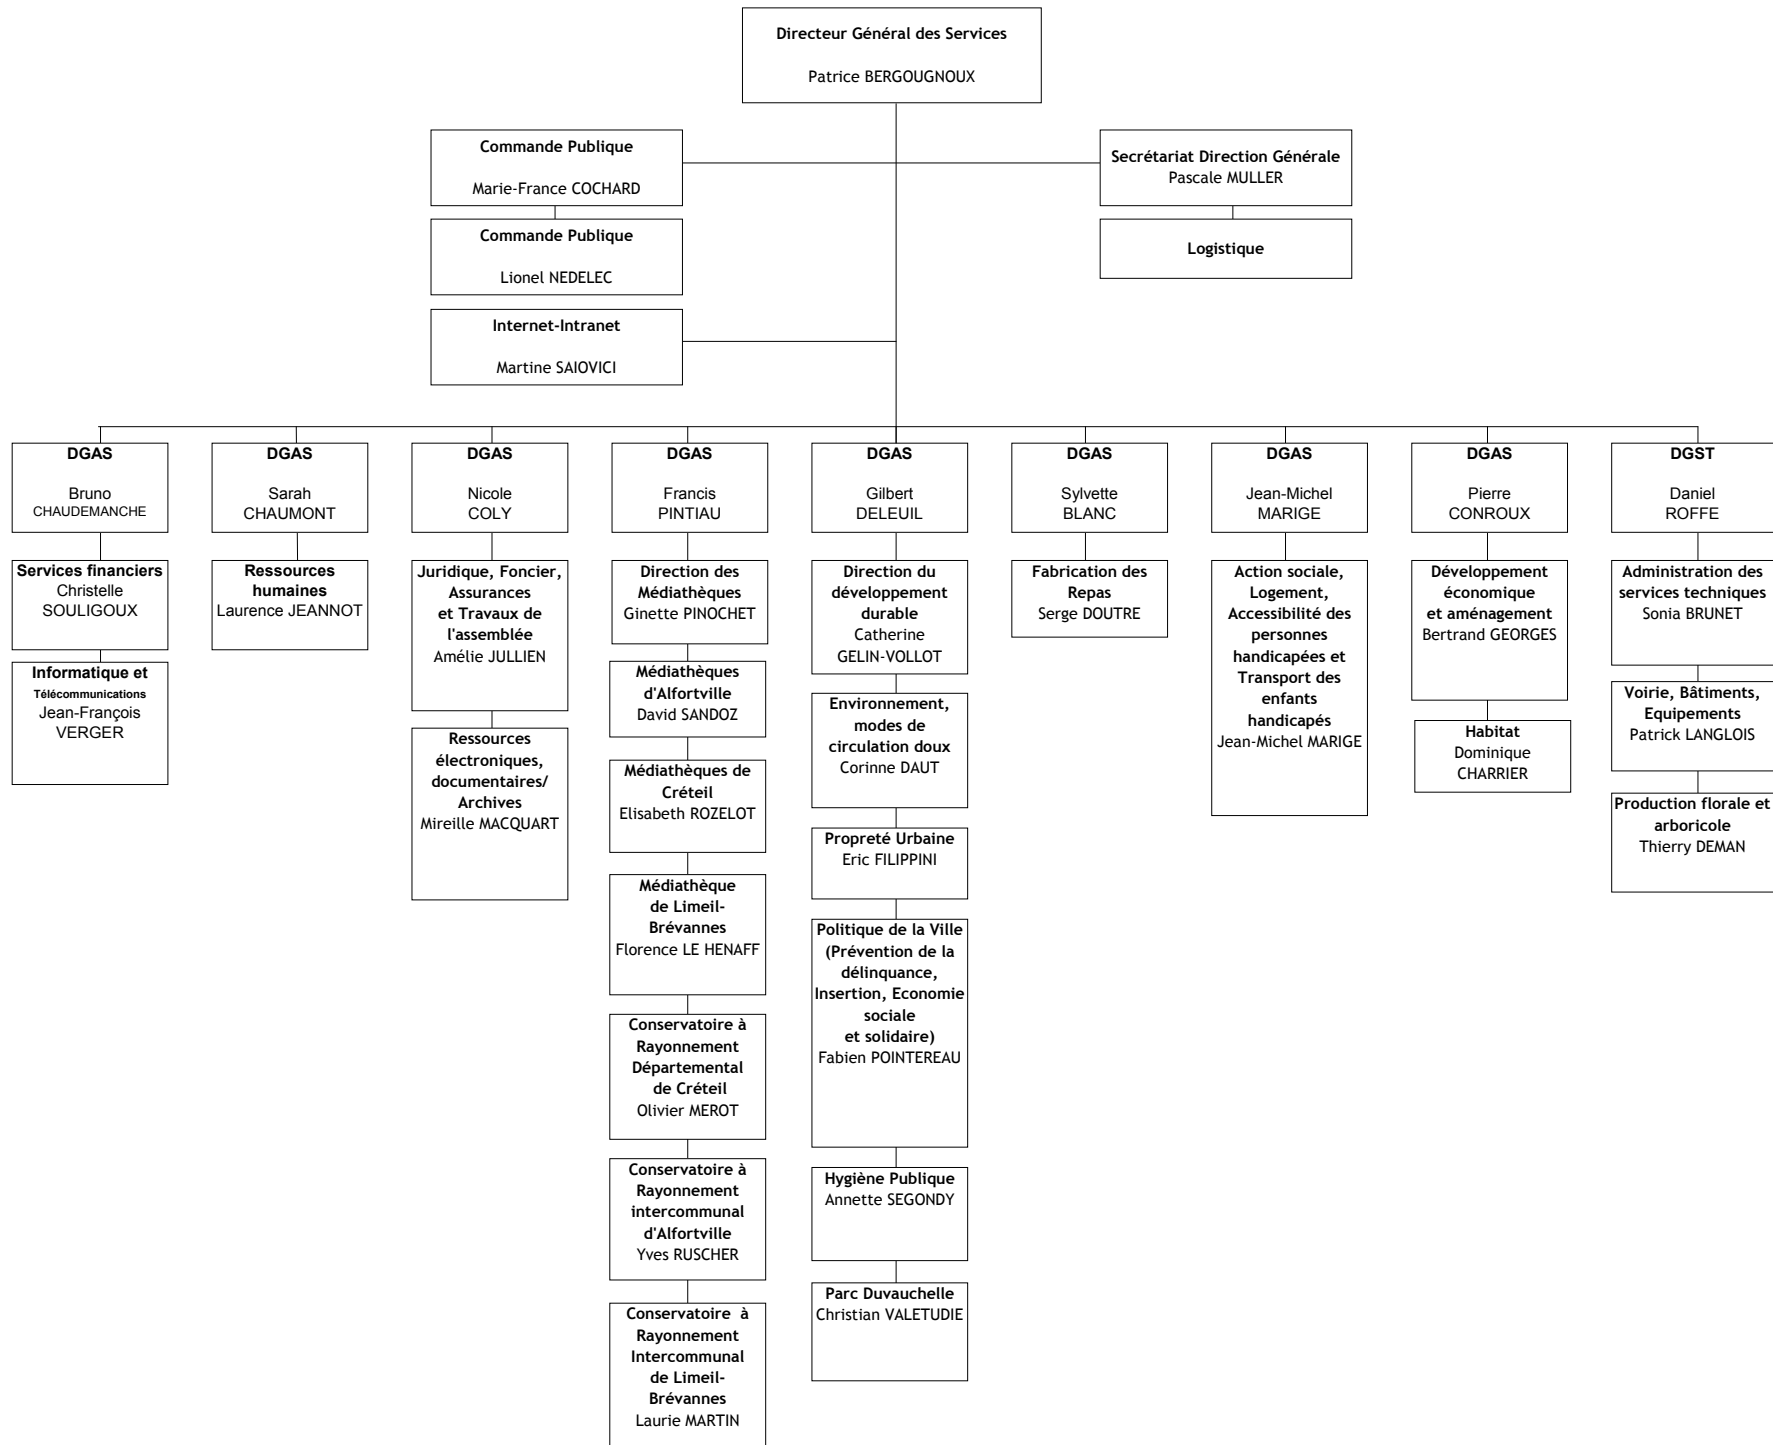 Directeur Général des Services
Patrice BERGOUGNOUX
Commande Publique
Marie-France COCHARD
Secrétariat Direction Générale
Pascale MULLER
Commande Publique
Lionel NEDELEC
Logistique
Internet-Intranet
Martine SAIOVICI
DGAS
Bruno
CHAUDEMANCHE
Services financiers
Christelle
SOULIGOUX
Informatique et
Télécommunications
Jean-François
VERGER
DGAS
Sarah
CHAUMONT
Ressources
humaines
Laurence JEANNOT
DGAS
Nicole
COLY
Juridique, Foncier,
Assurances
et Travaux de
l'assemblée
Amélie JULLIEN
Ressources
électroniques,
documentaires/
Archives
Mireille MACQUART
DGAS
Francis
PINTIAU
Direction des
Médiathèques
Ginette PINOCHET
Médiathèques
d'Alfortville
David SANDOZ
Médiathèques de
Créteil
Elisabeth ROZELOT
Médiathèque
de Limeil-
Brévannes
Florence LE HENAFF
Conservatoire à
Rayonnement
Départemental
de Créteil
Olivier MEROT
Conservatoire à
Rayonnement
intercommunal
d'Alfortville
Yves RUSCHER
Conservatoire à
Rayonnement
Intercommunal
de Limeil-
Brévannes
Laurie MARTIN
DGAS
Gilbert
DELEUIL
Direction du
développement
durable
Catherine
GELIN-VOLLOT
Environnement,
modes de
circulation doux
Corinne DAUT
Propreté Urbaine
Eric FILIPPINI
Politique de la Ville
(Prévention de la
délinquance,
Insertion, Economie
sociale
et solidaire)
Fabien POINTEREAU
Hygiène Publique
Annette SEGONDY
Parc Duvauchelle
Christian VALETUDIE
DGAS
Sylvette
BLANC
Fabrication des
Repas
Serge DOUTRE
DGAS
Jean-Michel
MARIGE
Action sociale,
Logement,
Accessibilité des
personnes
handicapées et
Transport des
enfants
handicapés
Jean-Michel MARIGE
DGAS
Pierre
CONROUX
Développement
économique
et aménagement
Bertrand GEORGES
Habitat
Dominique
CHARRIER
DGST
Daniel
ROFFE
Administration des
services techniques
Sonia BRUNET
Voirie, Bâtiments,
Equipements
Patrick LANGLOIS
Production florale et
arboricole
Thierry DEMAN